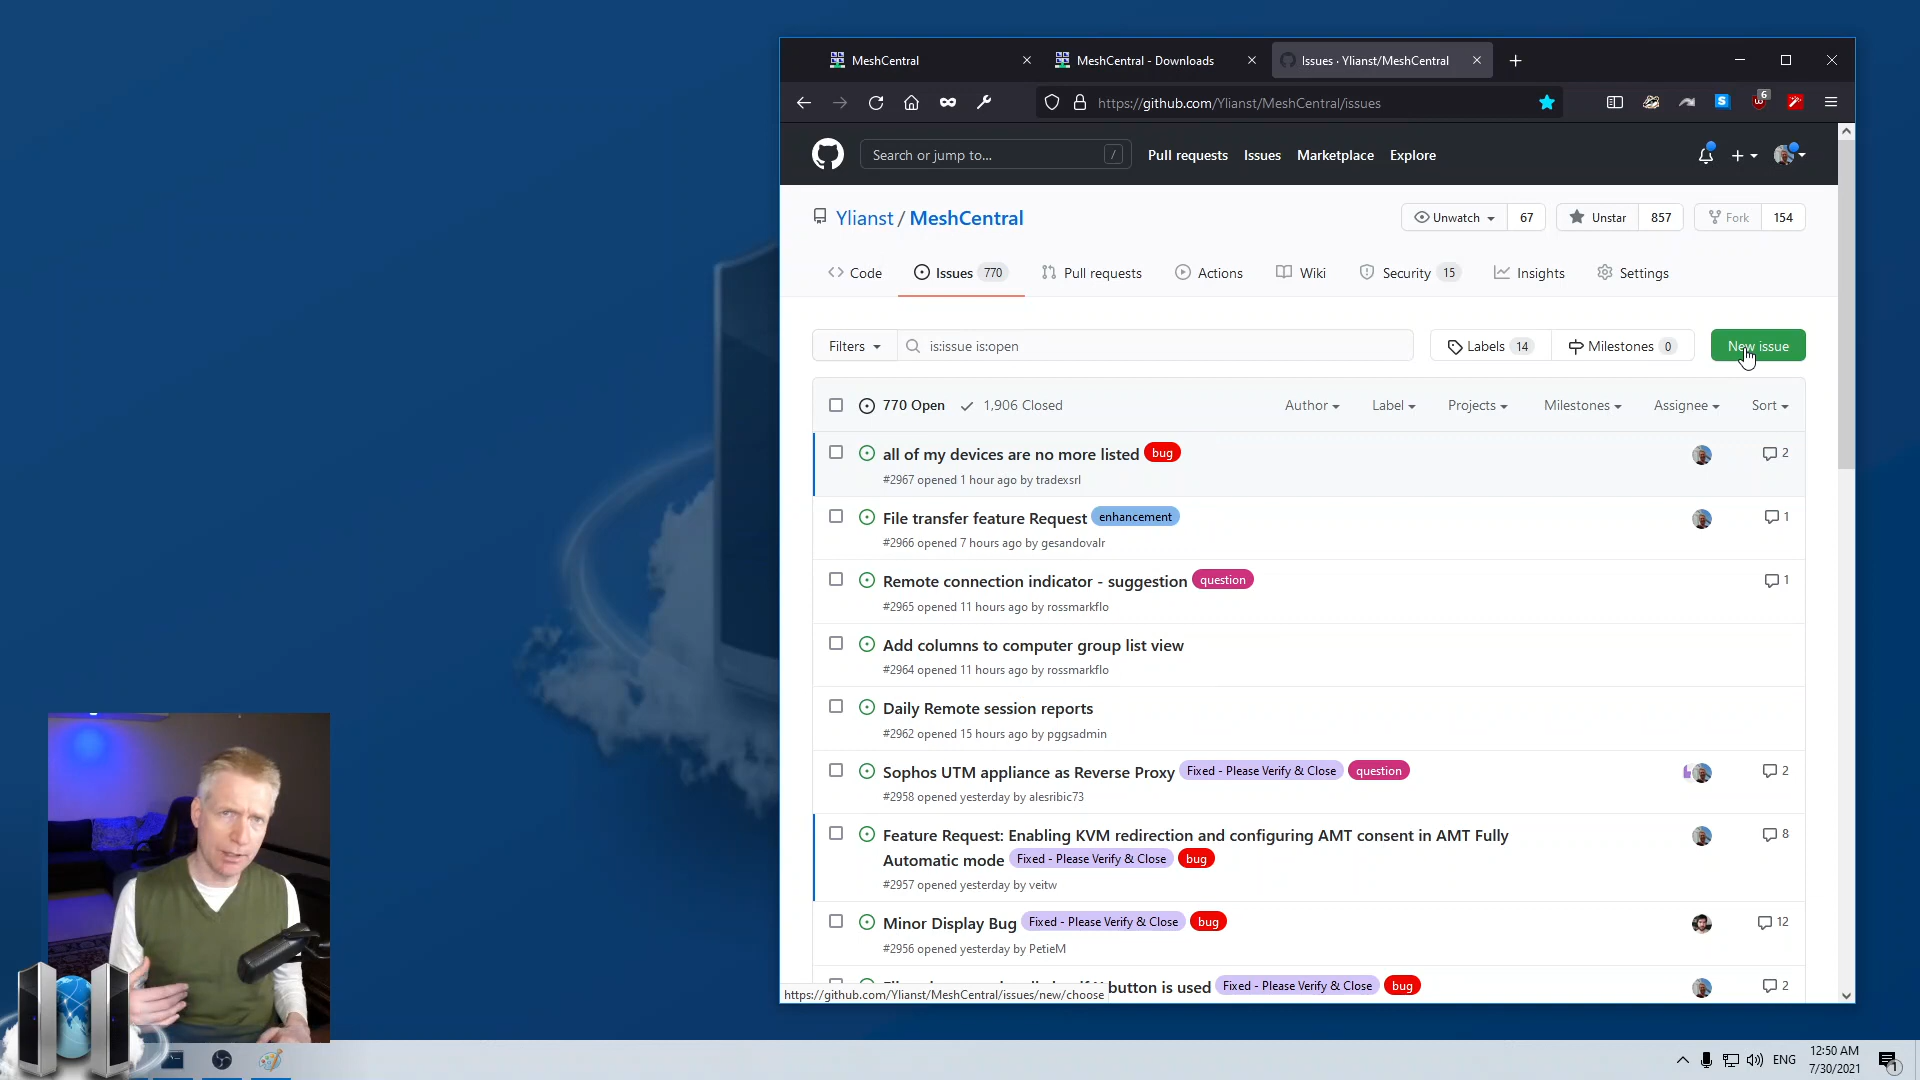 MeshCentral
MeshCentral - Downloads
Issues · Ylianst/MeshCentral
https://github.com/Ylianst/MeshCentral/issues
6
Search or jump to... /
Pull requests
Issues
Marketplace
Explore
Ylianst / MeshCentral
Unwatch 67
Unstar 857
Fork 154
Code
Issues 770
Pull requests
Actions
Wiki
Security 15
Insights
Settings
Filters
is:issue is:open
Labels 14
Milestones 0
New issue
770 Open
1,906 Closed
Author
Label
Projects
Milestones
Assignee
Sort
all of my devices are no more listed bug
2
#2967 opened 1 hour ago by tradexsrl
File transfer feature Request enhancement
1
#2966 opened 7 hours ago by gesandovalr
Remote connection indicator - suggestion question
1
#2965 opened 11 hours ago by rossmarkflo
Add columns to computer group list view
#2964 opened 11 hours ago by rossmarkflo
Daily Remote session reports
#2962 opened 15 hours ago by pggsadmin
Sophos UTM appliance as Reverse Proxy Fixed - Please Verify & Close question
2
#2958 opened yesterday by alesribic73
Feature Request: Enabling KVM redirection and configuring AMT consent in AMT Fully
8
Automatic mode Fixed - Please Verify & Close bug
#2957 opened yesterday by veitw
Minor Display Bug Fixed - Please Verify & Close bug
12
#2956 opened yesterday by PetieM
button is used Fixed - Please Verify & Close bug
2
https://github.com/Ylianst/MeshCentral/issues/new/choose
ENG
12:50 AM
7/30/2021
1